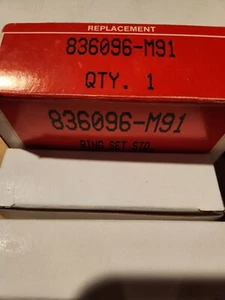 REPLACEMENT
836096-M91
QTY. 1
836096-M91
RING SET STD.